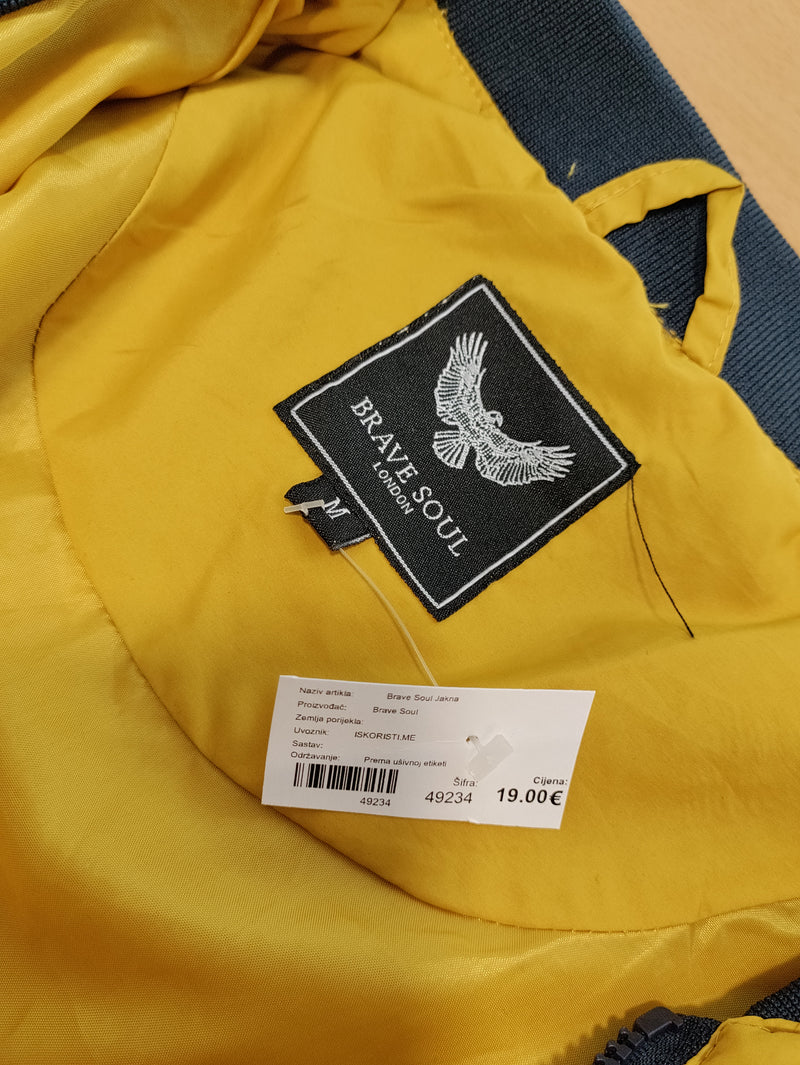 BRAVE SOUL
LONDON
M
Naziv artikla: Brave Soul Jakna
Proizvođač: Brave Soul
Zemlja porijekla:
Uvoznik: ISKORISTI.ME
Sastav:
Održavanje: Prema ušivnoj etiketi
49234
Šifra:
49234
Cijena:
19.00€